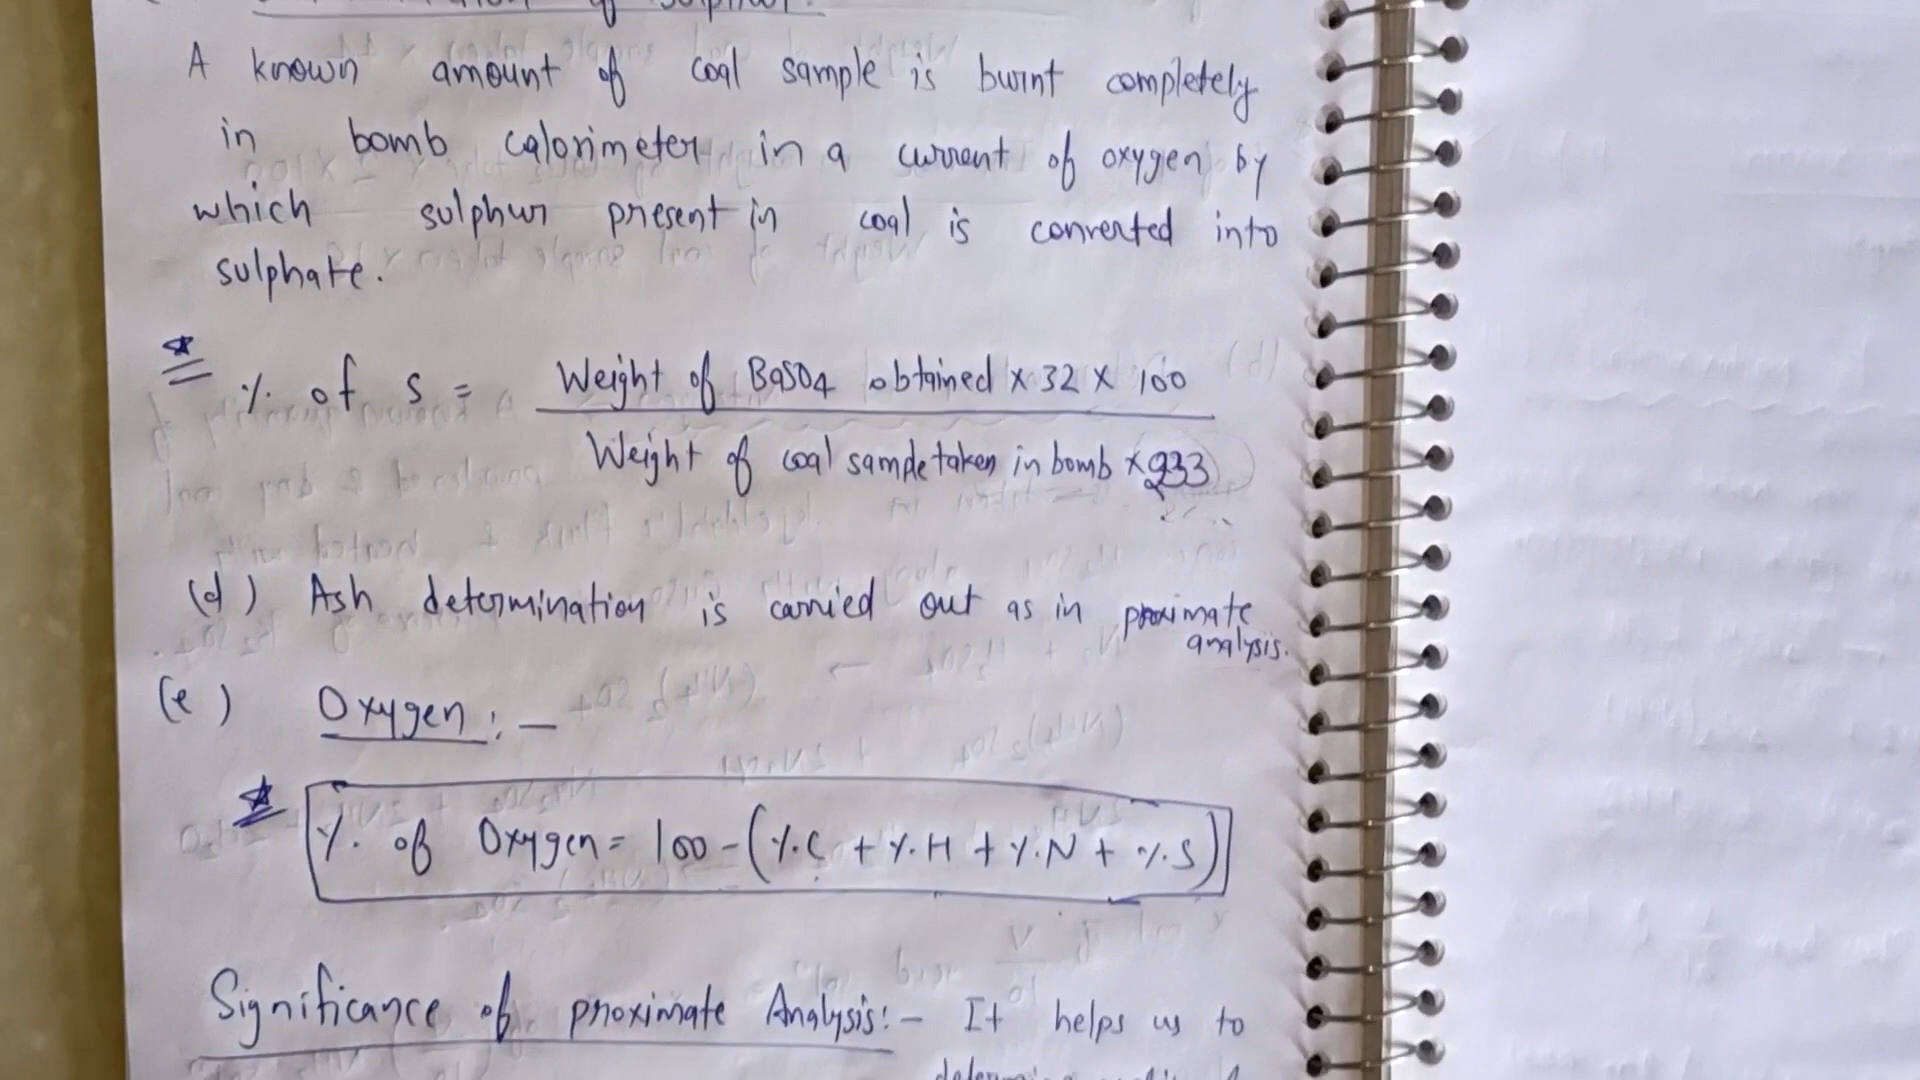 of sulphur:
A known amount of coal sample is burnt completely
in bomb calorimeter in a current of oxygen by
which sulphur present in coal is converted into
sulphate.
% of S = Weight of BaSO4 obtained x 32 x 100
Weight of coal sample taken in bomb x 233
(d) Ash determination is carried out as in proximate
analysis.
(e) Oxygen : —
% of Oxygen = 100 - (%.C + %.H + %.N + %.S)
Significance of proximate Analysis:- It helps us to